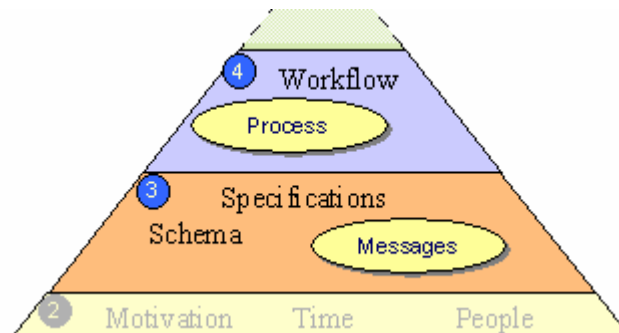 4 Workflow
Process
3 Specifications
Schema
Messages
2 Motivation Time People